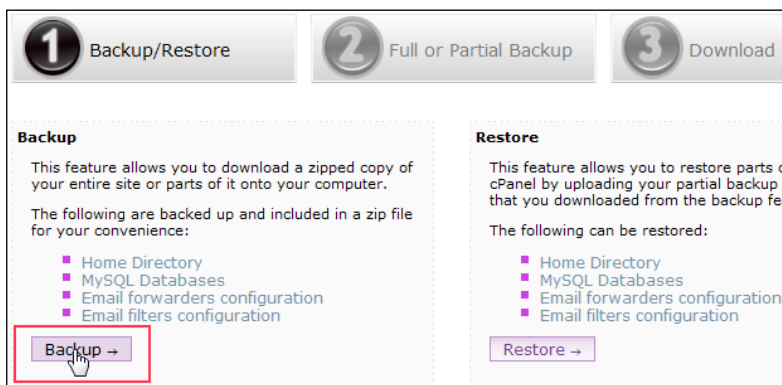 1 Backup/Restore
2 Full or Partial Backup
3 Download
Backup
This feature allows you to download a zipped copy of
your entire site or parts of it onto your computer.
The following are backed up and included in a zip file
for your convenience:
Home Directory
MySQL Databases
Email forwarders configuration
Email filters configuration
Backup →
Restore
This feature allows you to restore parts
cPanel by uploading your partial backup
that you downloaded from the backup
The following can be restored:
Home Directory
MySQL Databases
Email forwarders configuration
Email filters configuration
Restore →